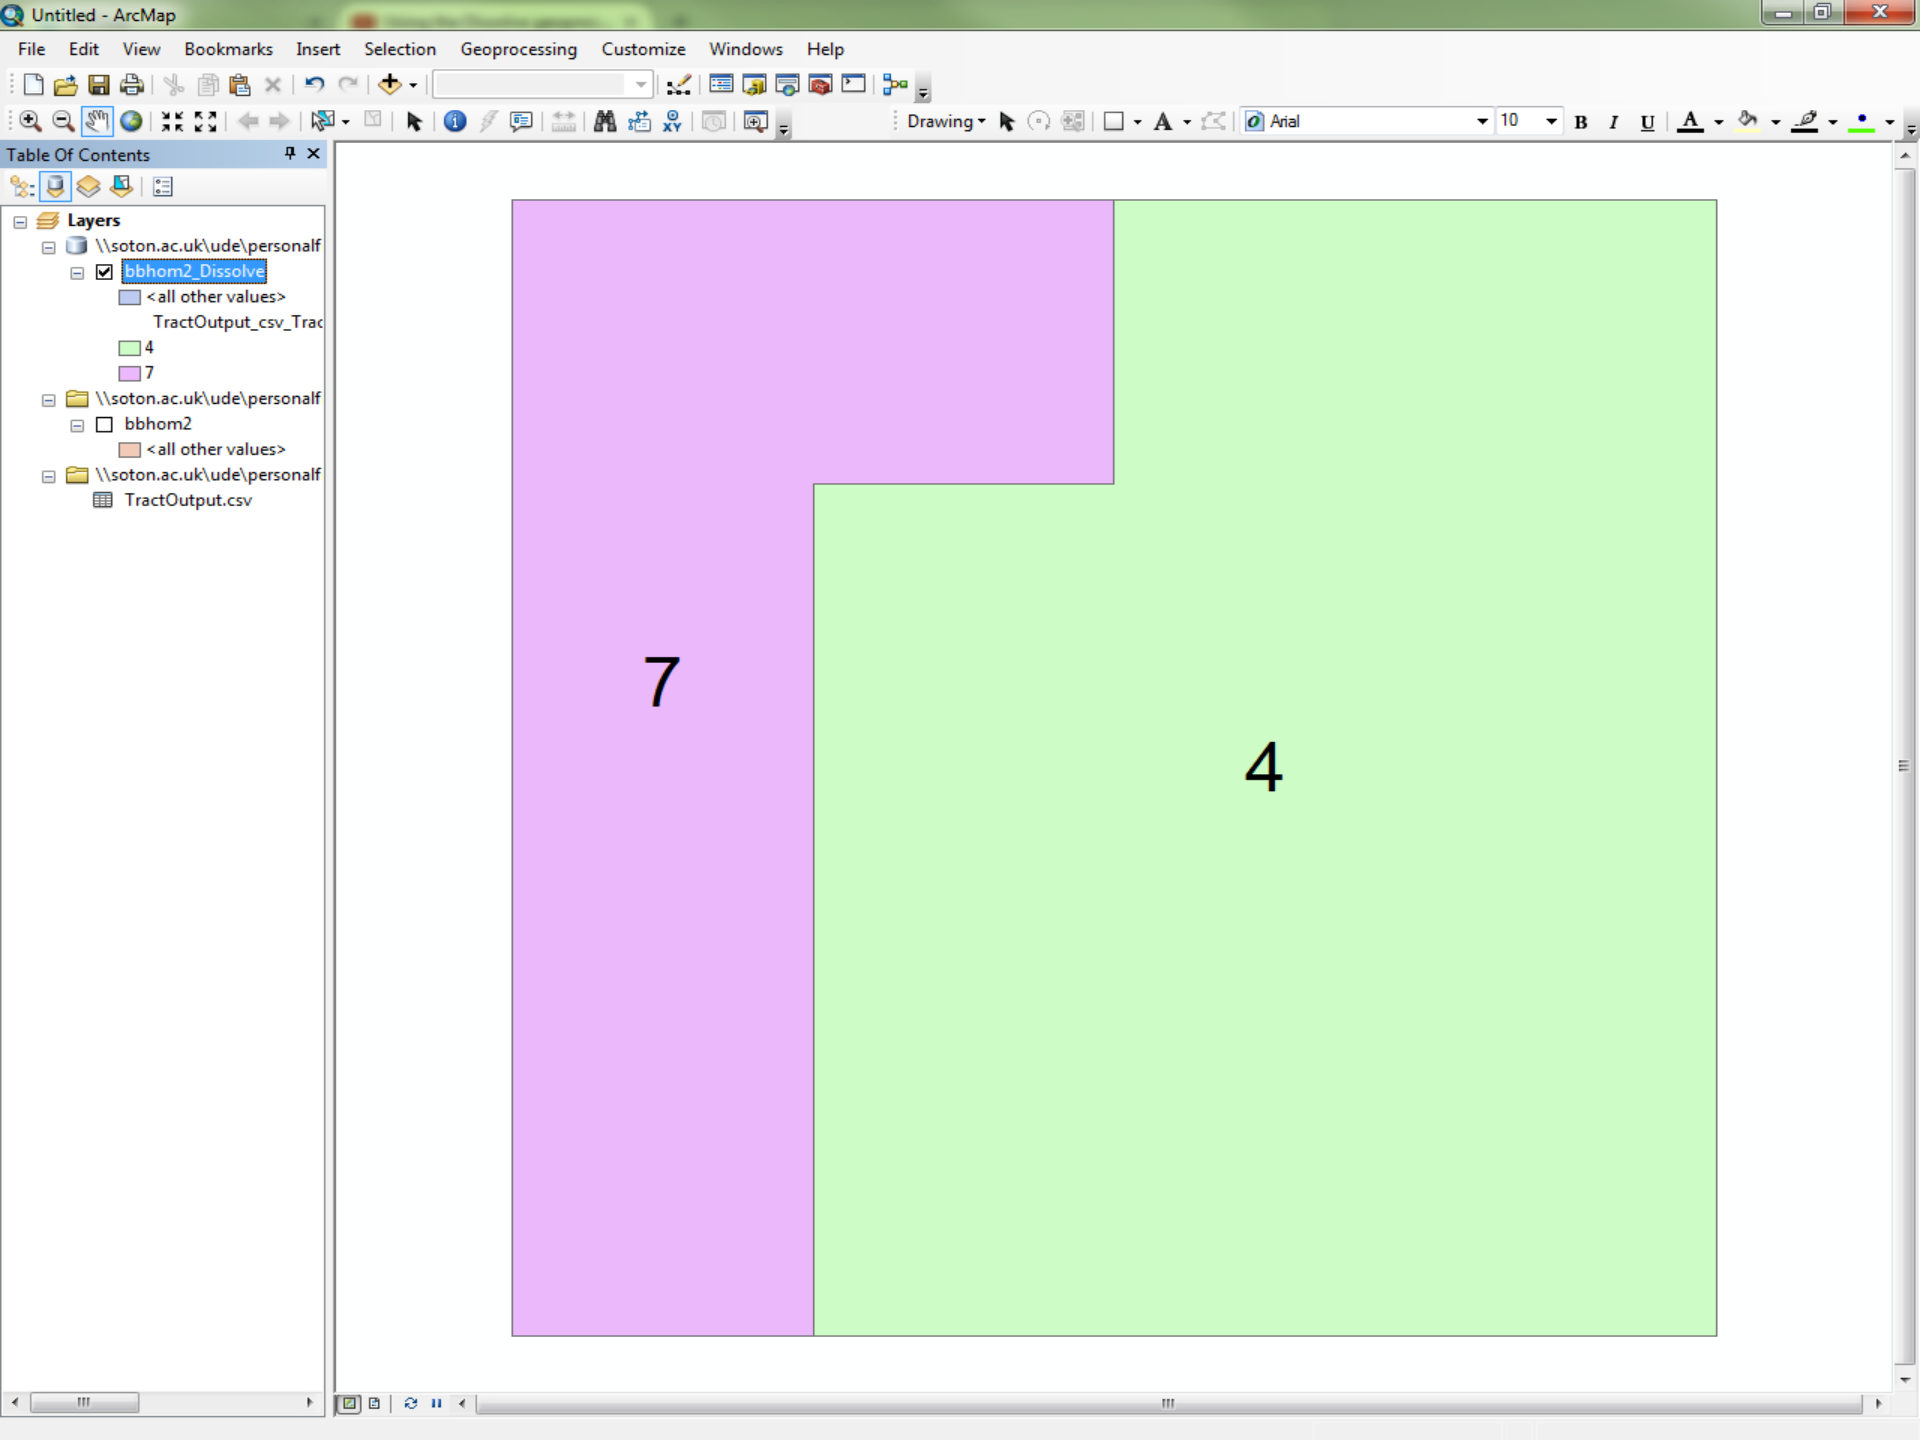 Untitled - ArcMap
File Edit View Bookmarks Insert Selection Geoprocessing Customize Windows Help
Drawing A Arial 10 B I U A
Table Of Contents
Layers
\\soton.ac.uk\ude\personalf
bbhom2_Dissolve
<all other values>
TractOutput_csv_Trac
4
7
\\soton.ac.uk\ude\personalf
bbhom2
<all other values>
\\soton.ac.uk\ude\personalf
TractOutput.csv
7
4